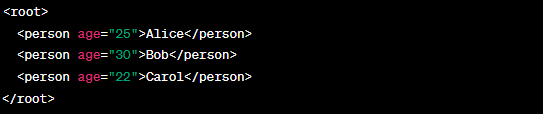 <root>
  <person age="25">Alice</person>
  <person age="30">Bob</person>
  <person age="22">Carol</person>
</root>